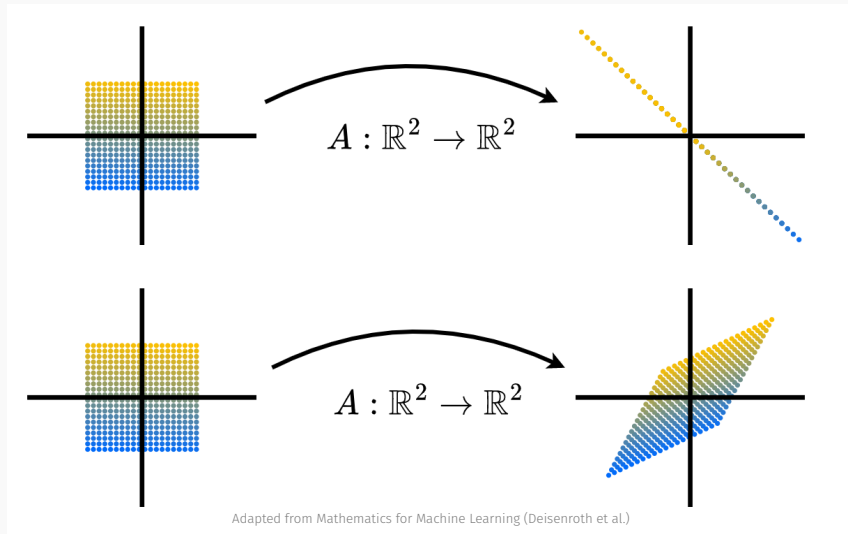 A : ℝ² → ℝ²
A : ℝ² → ℝ²
Adapted from Mathematics for Machine Learning (Deisenroth et al.)